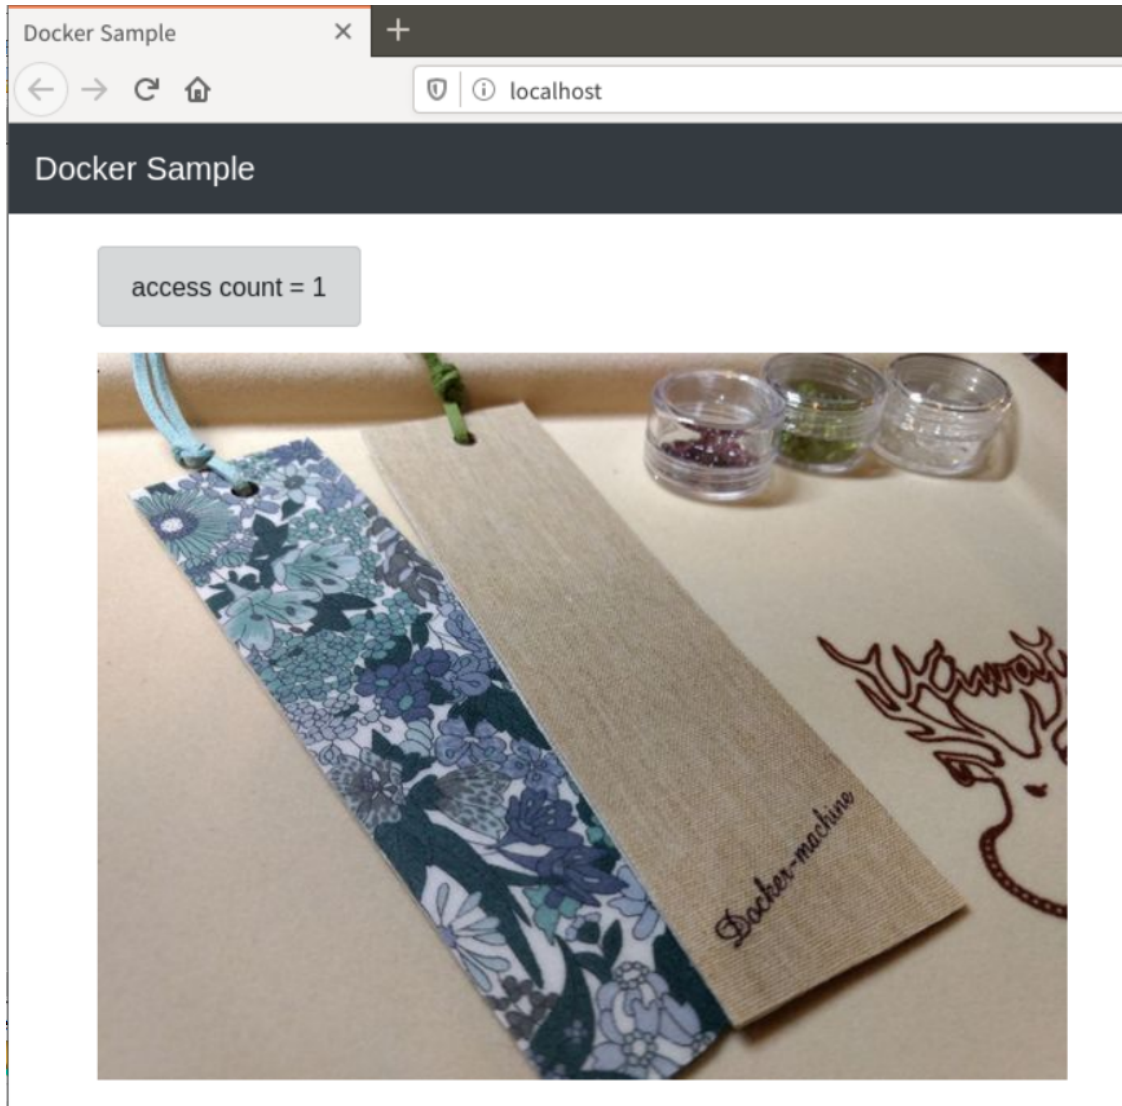 Docker Sample
localhost
Docker Sample
access count = 1
Docker-machine